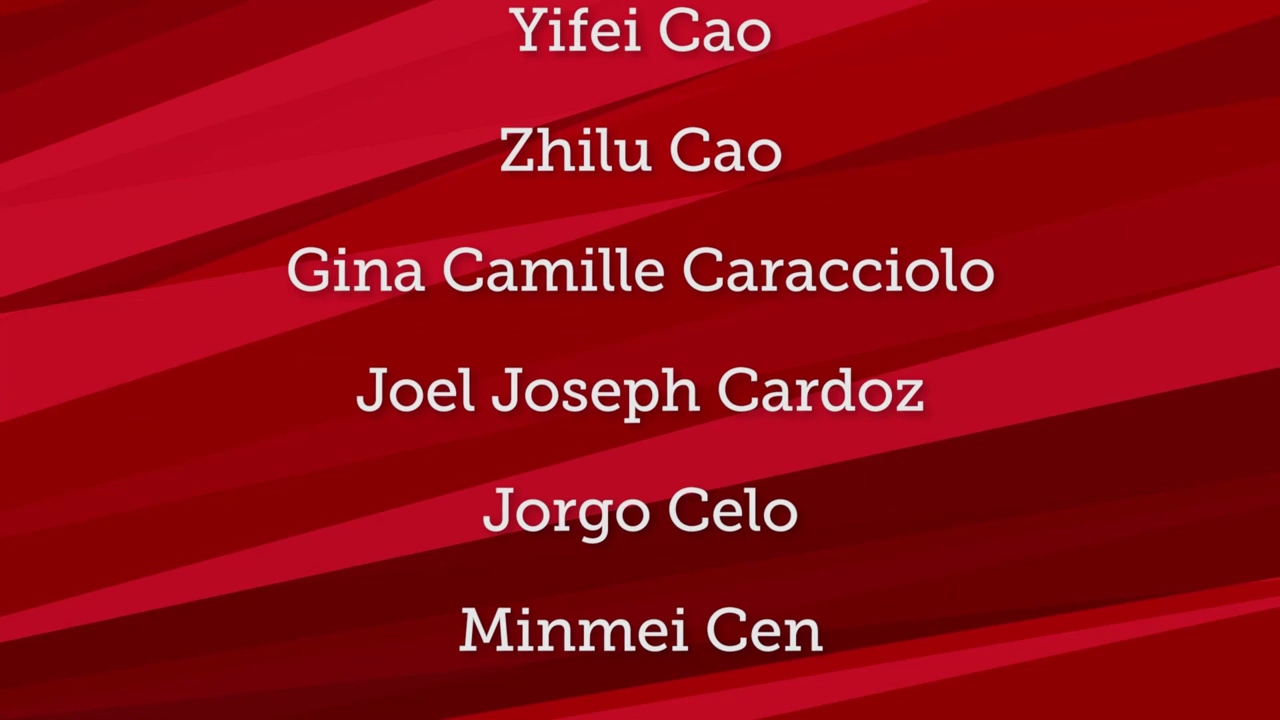 Yifei Cao
Zhilu Cao
Gina Camille Caracciolo
Joel Joseph Cardoz
Jorgo Celo
Minmei Cen